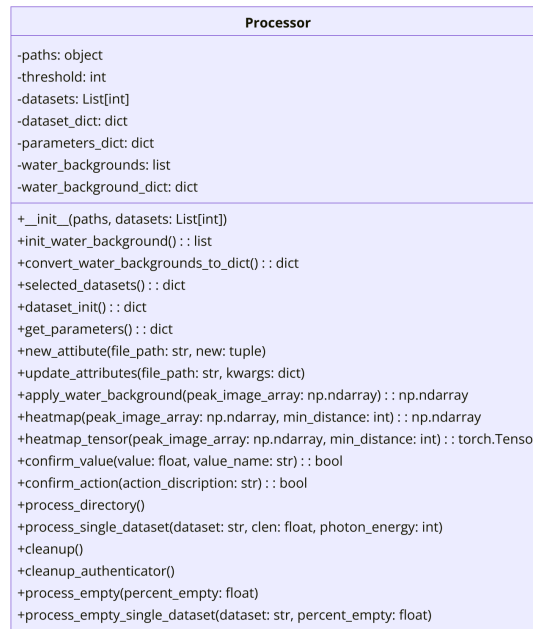 Processor
-paths: object
-threshold: int
-datasets: List[int]
-dataset_dict: dict
-parameters_dict: dict
-water_backgrounds: list
-water_background_dict: dict
+__init__(paths, datasets: List[int])
+init_water_background() : : list
+convert_water_backgrounds_to_dict() : : dict
+selected_datasets() : : dict
+dataset_init() : : dict
+get_parameters() : : dict
+new_attibute(file_path: str, new: tuple)
+update_attributes(file_path: str, kwargs: dict)
+apply_water_background(peak_image_array: np.ndarray) : : np.ndarray
+heatmap(peak_image_array: np.ndarray, min_distance: int) : : np.ndarray
+heatmap_tensor(peak_image_array: np.ndarray, min_distance: int) : : torch.Tenso
+confirm_value(value: float, value_name: str) : : bool
+confirm_action(action_discription: str) : : bool
+process_directory()
+process_single_dataset(dataset: str, clen: float, photon_energy: int)
+cleanup()
+cleanup_authenticator()
+process_empty(percent_empty: float)
+process_empty_single_dataset(dataset: str, percent_empty: float)